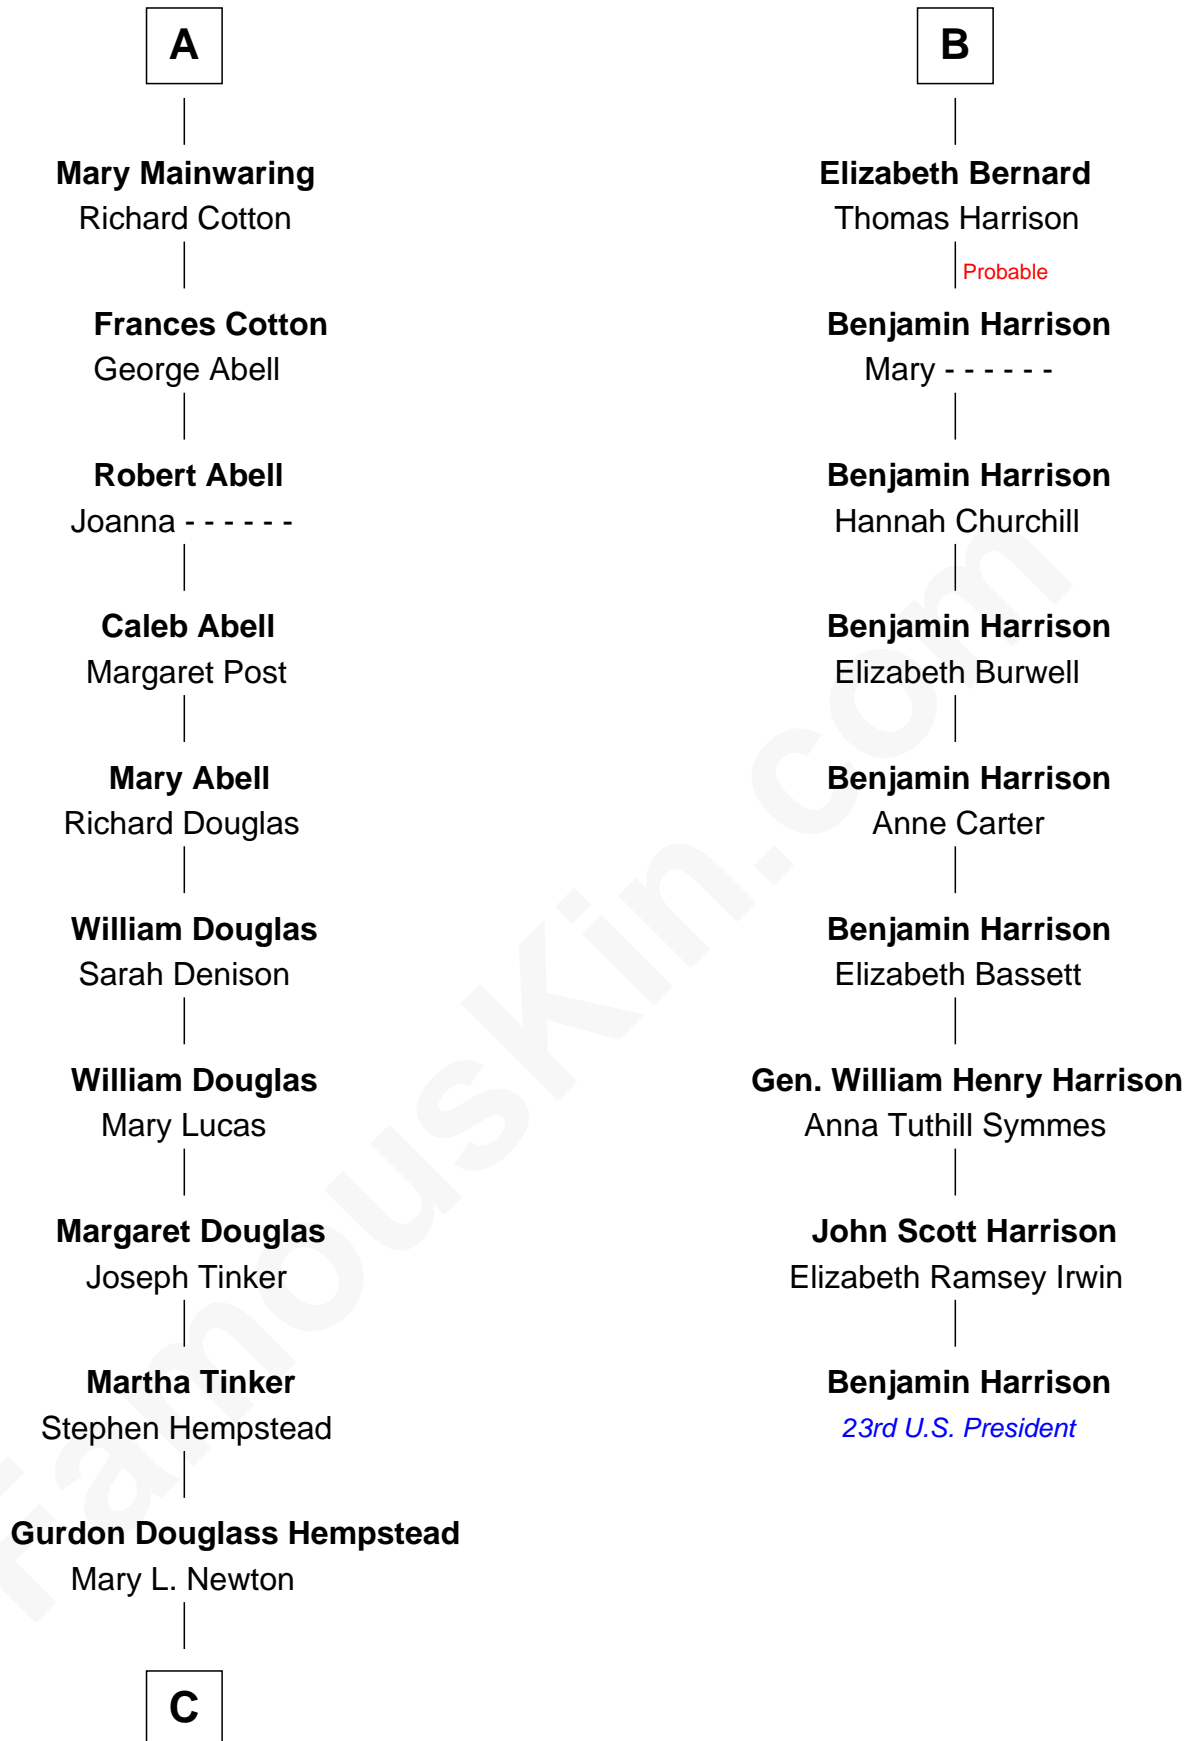 A
Mary Mainwaring
Richard Cotton
Frances Cotton
George Abell
Robert Abell
Joanna - - - - - -
Caleb Abell
Margaret Post
Mary Abell
Richard Douglas
William Douglas
Sarah Denison
William Douglas
Mary Lucas
Margaret Douglas
Joseph Tinker
Martha Tinker
Stephen Hempstead
Gurdon Douglass Hempstead
Mary L. Newton
C
B
Elizabeth Bernard
Thomas Harrison
Probable
Benjamin Harrison
Mary - - - - - -
Benjamin Harrison
Hannah Churchill
Benjamin Harrison
Elizabeth Burwell
Benjamin Harrison
Anne Carter
Benjamin Harrison
Elizabeth Bassett
Gen. William Henry Harrison
Anna Tuthill Symmes
John Scott Harrison
Elizabeth Ramsey Irwin
Benjamin Harrison
23rd U.S. President
FamousKin.com